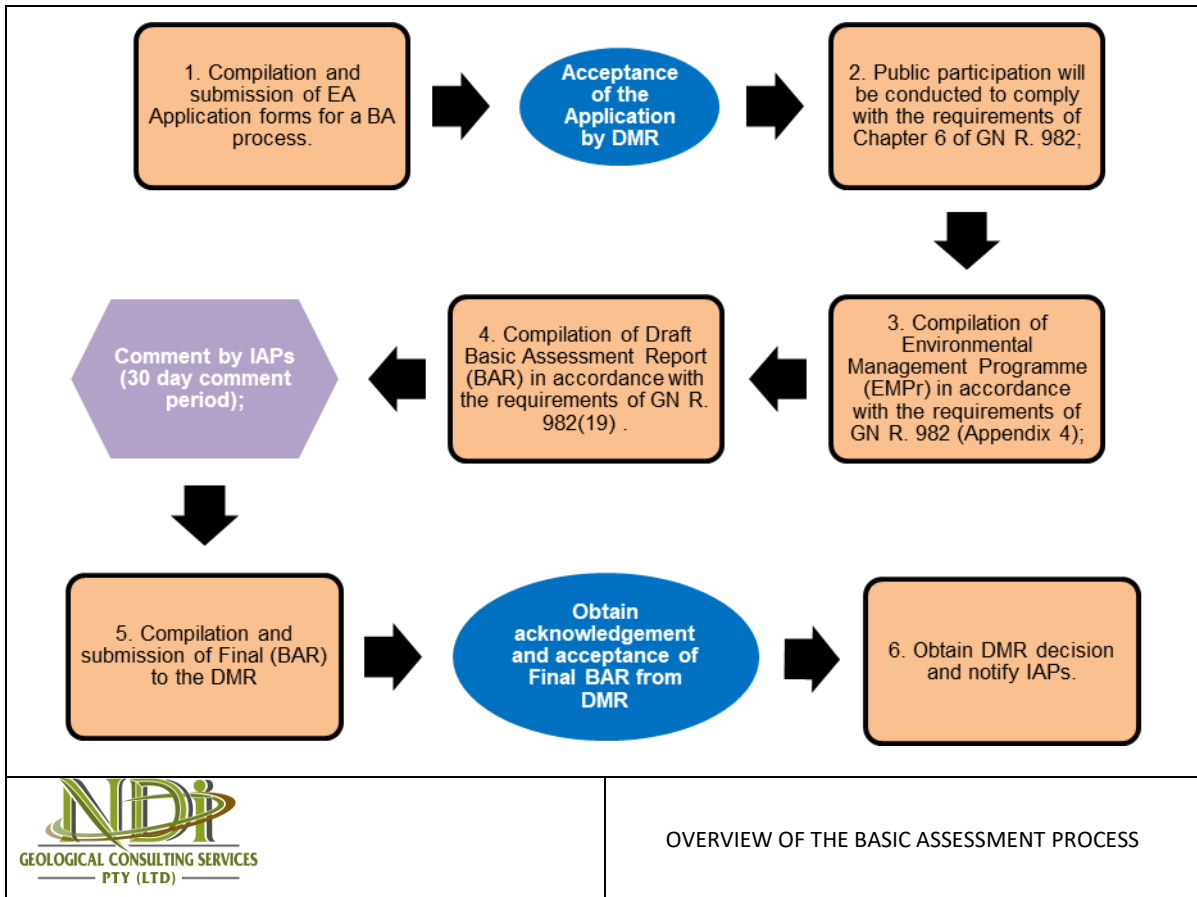 1. Compilation and
submission of EA
Application forms for a BA
process.
Acceptance
of the
Application
by DMR
2. Public participation will
be conducted to comply
with the requirements of
Chapter 6 of GN R. 982;
3. Compilation of
Environmental
Management Programme
(EMPr) in accordance
with the requirements of
GN R. 982 (Appendix 4);
4. Compilation of Draft
Basic Assessment Report
(BAR) in accordance with
the requirements of GN R.
982(19) .
Comment by IAPs
(30 day comment
period);
5. Compilation and
submission of Final (BAR)
to the DMR
Obtain
acknowledgement
and acceptance of
Final BAR from
DMR
6. Obtain DMR decision
and notify IAPs.
NDi
GEOLOGICAL CONSULTING SERVICES
PTY (LTD)
OVERVIEW OF THE BASIC ASSESSMENT PROCESS